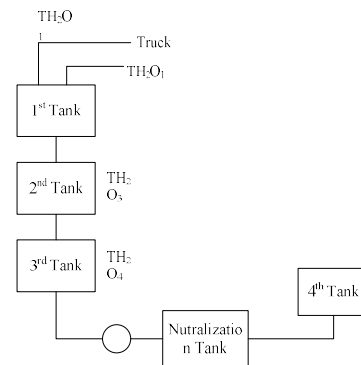 TH₂O
1
Truck
TH₂O₁
1ˢᵗ Tank
2ⁿᵈ Tank
TH₂
O₃
3ʳᵈ Tank
TH₂
O₄
4ᵗʰ Tank
Nutralizatio
n Tank